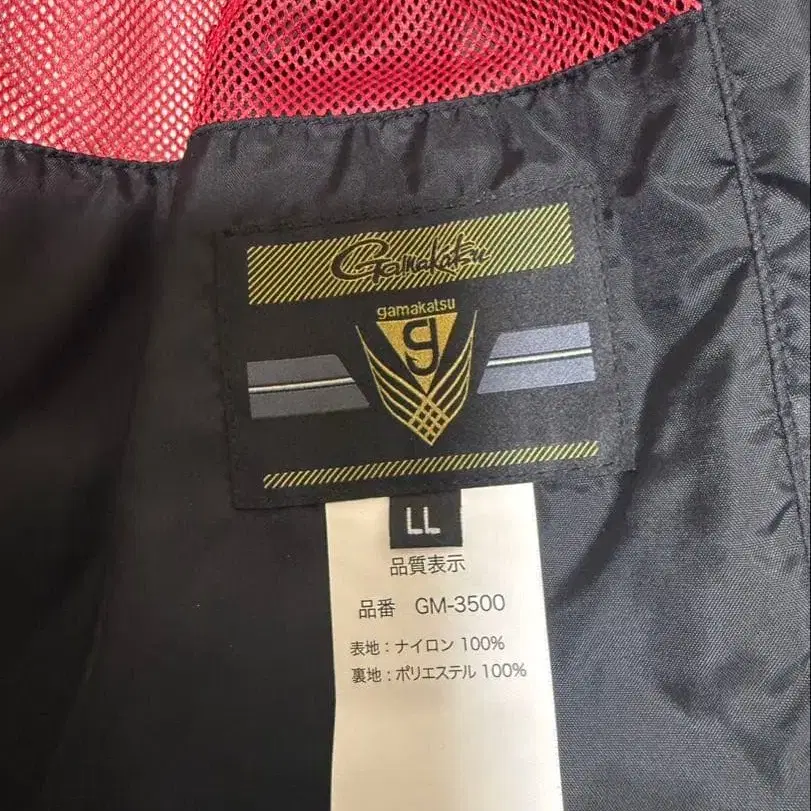 Gamakatsu
gamakatsu
g
LL
品質表示
品番 GM-3500
表地 : ナイロン 100%
裏地 : ポリエステル 100%